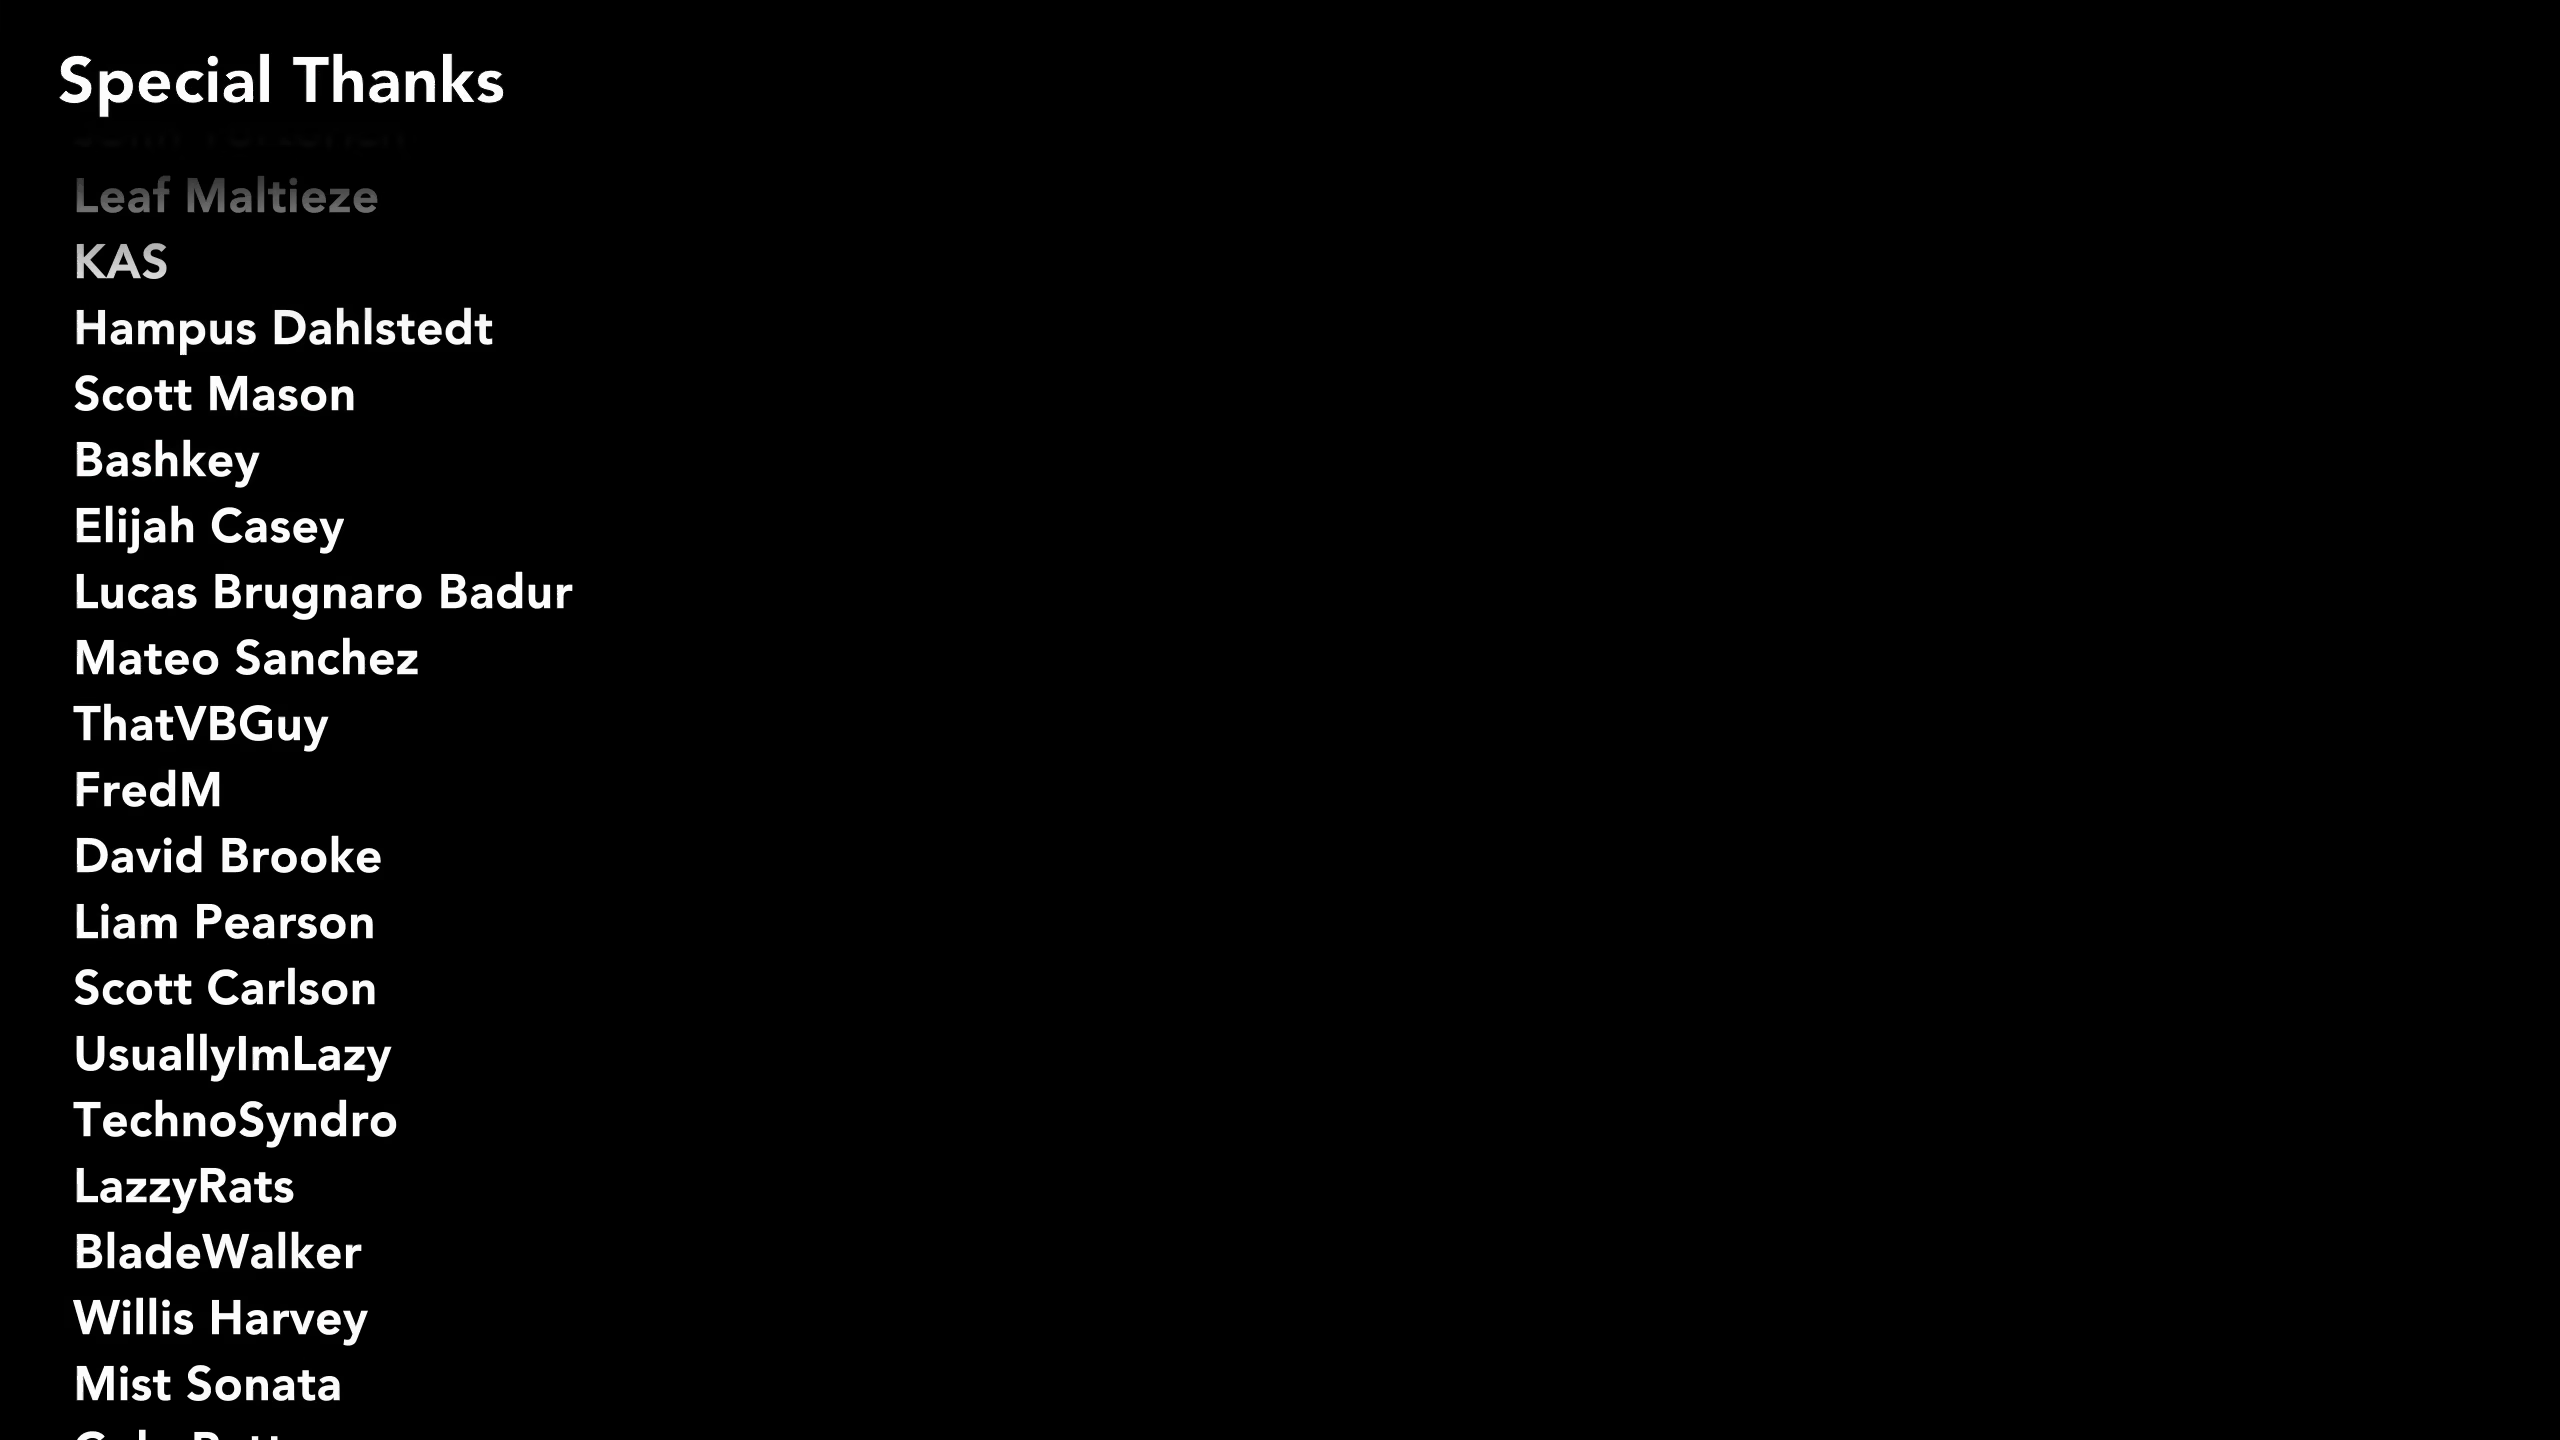 Special Thanks
Leaf Maltieze
KAS
Hampus Dahlstedt
Scott Mason
Bashkey
Elijah Casey
Lucas Brugnaro Badur
Mateo Sanchez
ThatVBGuy
FredM
David Brooke
Liam Pearson
Scott Carlson
UsuallyImLazy
TechnoSyndro
LazzyRats
BladeWalker
Willis Harvey
Mist Sonata